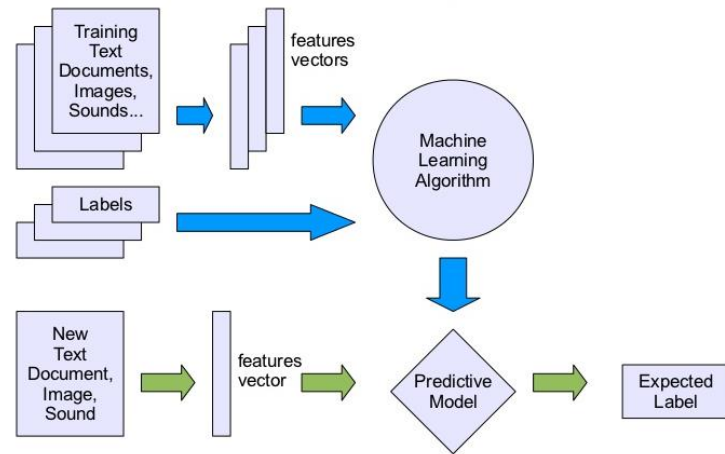 Training
Text
Documents,
Images,
Sounds...
features
vectors
Machine
Learning
Algorithm
Labels
New
Text
Document,
Image,
Sound
features
vector
Predictive
Model
Expected
Label